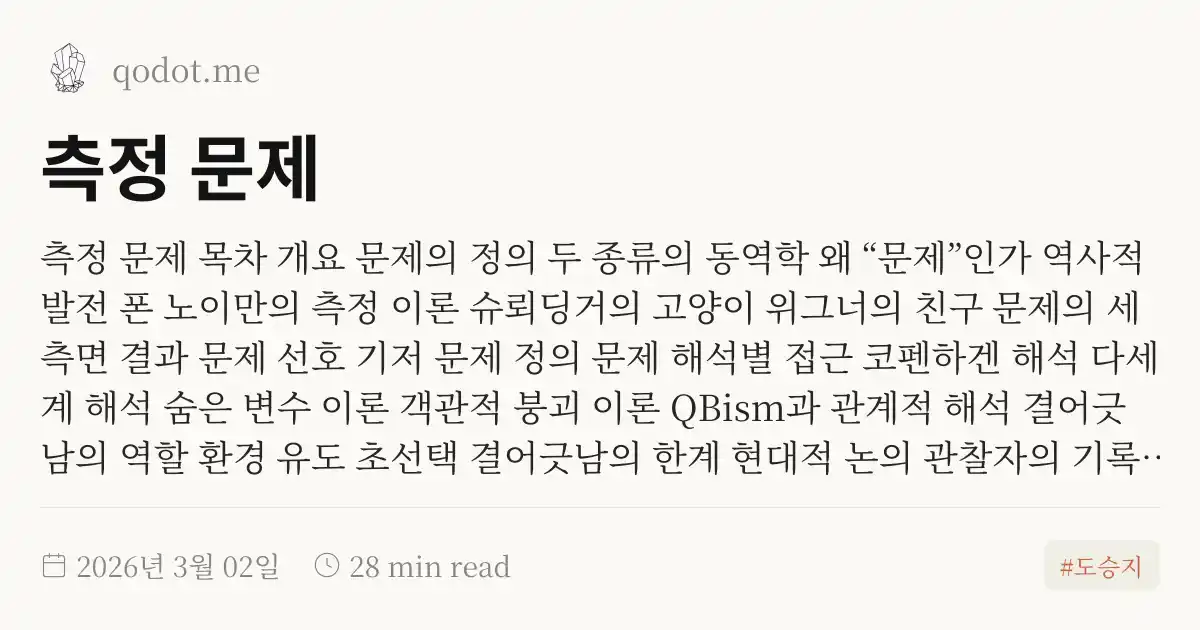 qodot.me
측정 문제
측정 문제 목차 개요 문제의 정의 두 종류의 동역학 왜 “문제”인가 역사적
발전 폰 노이만의 측정 이론 슈뢰딩거의 고양이 위그너의 친구 문제의 세
측면 결과 문제 선호 기저 문제 정의 문제 해석별 접근 코펜하겐 해석 다세
계 해석 숨은 변수 이론 객관적 붕괴 이론 QBism과 관계적 해석 결어긋
남의 역할 환경 유도 초선택 결어긋남의 한계 현대적 논의 관찰자의 기록··
2026년 3월 02일
28 min read
#도승지